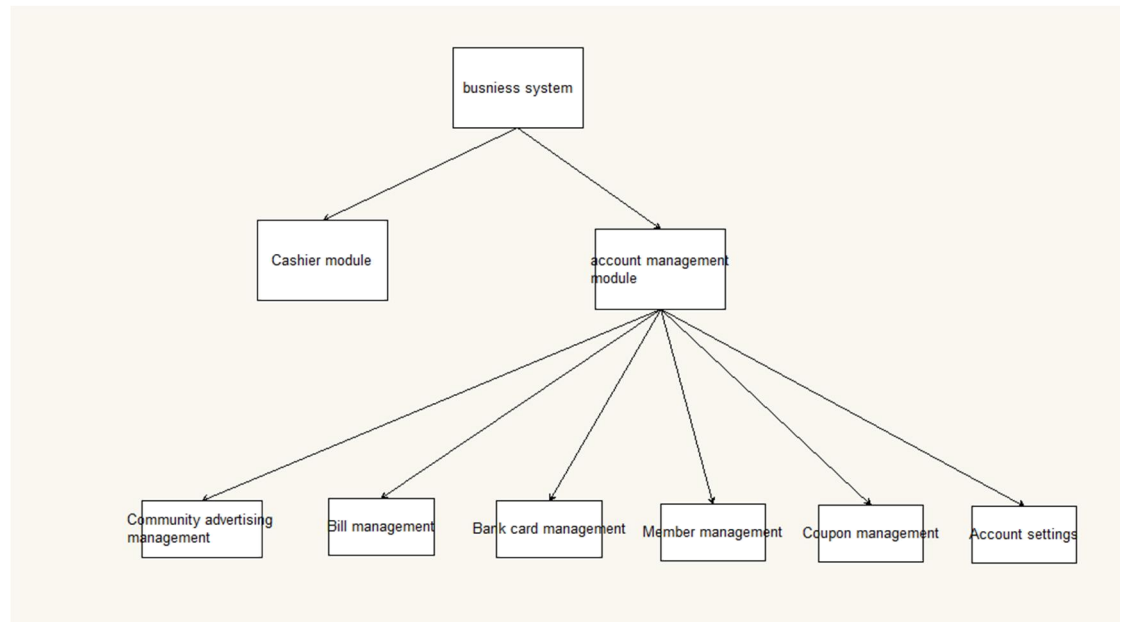 busniess system
Cashier module
account management
module
Community advertising
management
Bill management
Bank card management
Member management
Coupon management
Account settings